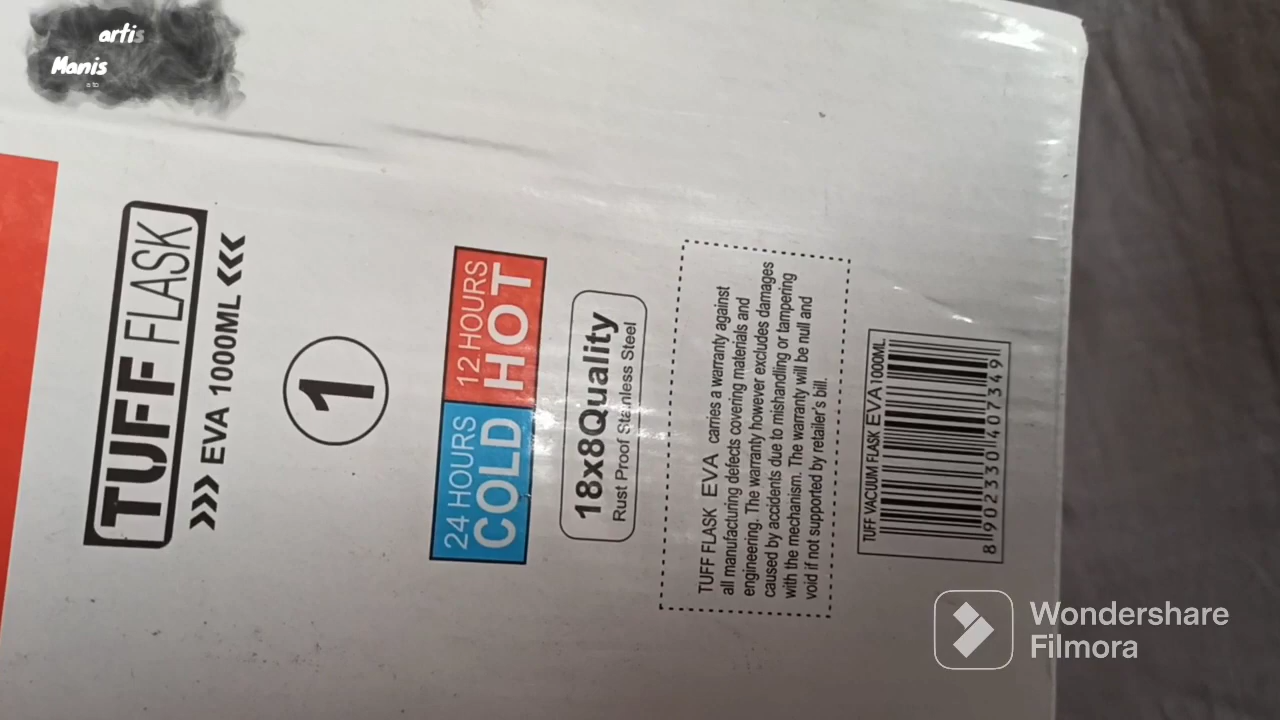 artis
Manis
TUFF FLASK
EVA 1000ML
1
24 HOURS
COLD
12 HOURS
HOT
18x8Quality
Rust Proof Stainless Steel
TUFF FLASK EVA carries a warranty against
all manufacturing defects covering materials and
engineering. The warranty however excludes damages
caused by accidents due to mishandling or tampering
with the mechanism. The warranty will be null and
void if not supported by retailer's bill.
TUFF VACUUM FLASK EVA 1000ML
8902330407349
Wondershare
Filmora